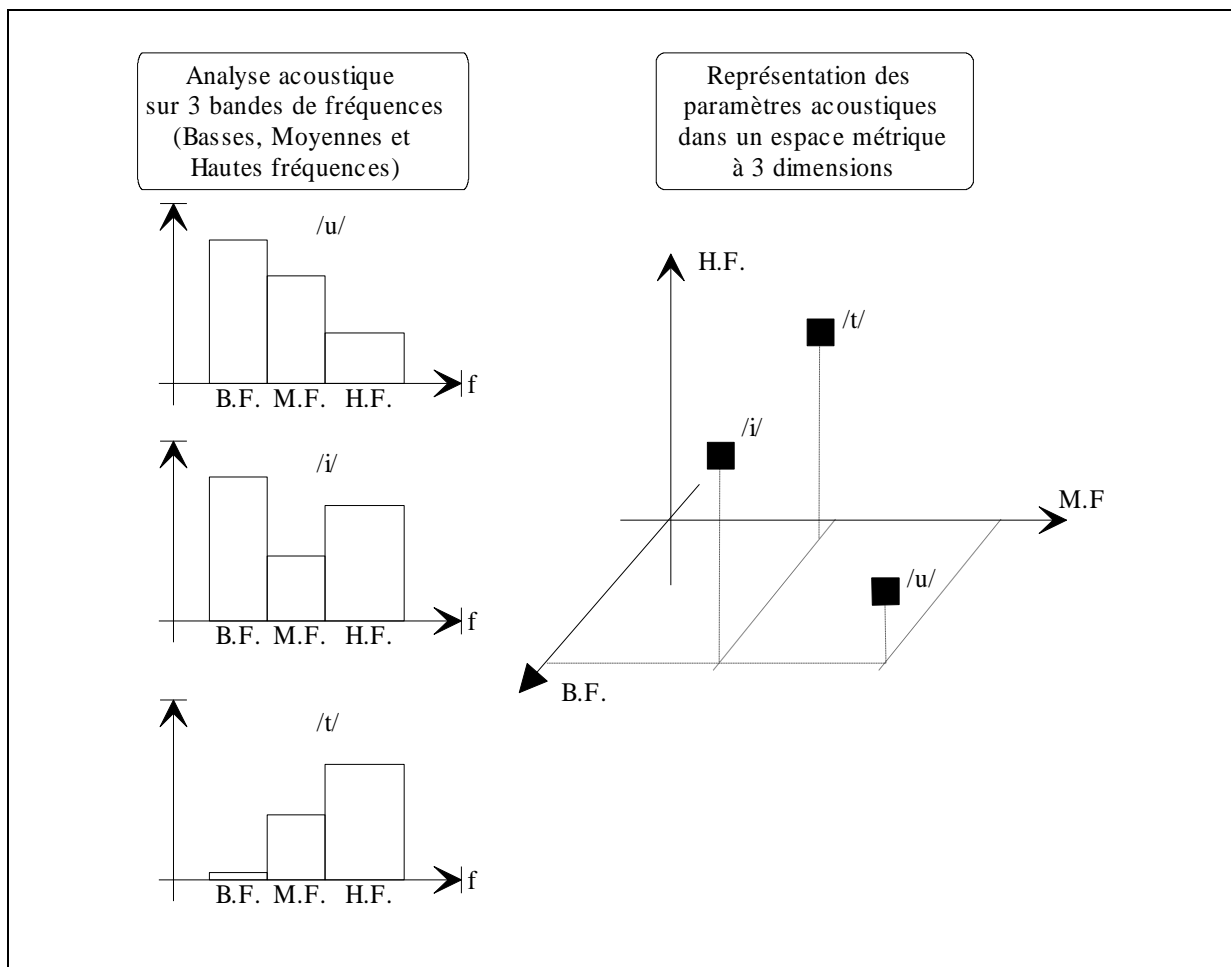 Analyse acoustique
sur 3 bandes de fréquences
(Basses, Moyennes et
Hautes fréquences)
Représentation des
paramètres acoustiques
dans un espace métrique
à 3 dimensions
/u/
f
B.F. M.F. H.F.
/i/
f
B.F. M.F. H.F.
/t/
f
B.F. M.F. H.F.
H.F.
/t/
/i/
M.F
/u/
B.F.